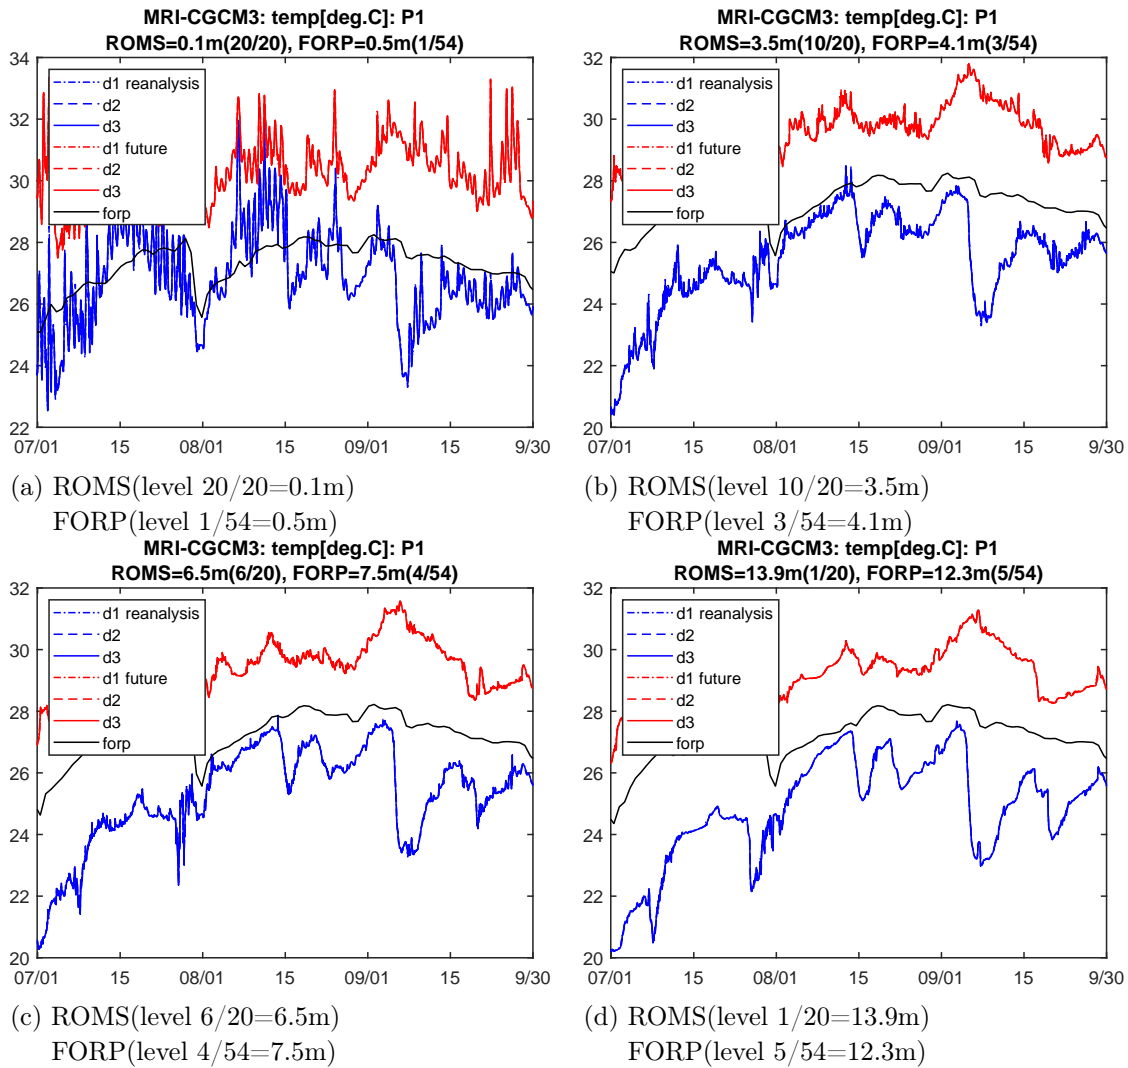 MRI-CGCM3: temp[deg.C]: P1
ROMS=0.1m(20/20), FORP=0.5m(1/54)
34
32
30
28
26
24
22
07/01
15
08/01
15
09/01
15
9/30
d1 reanalysis
d2
d3
d1 future
d2
d3
forp
(a) ROMS(level 20/20=0.1m)
FORP(level 1/54=0.5m)
MRI-CGCM3: temp[deg.C]: P1
ROMS=3.5m(10/20), FORP=4.1m(3/54)
32
30
28
26
24
22
20
07/01
15
08/01
15
09/01
15
9/30
d1 reanalysis
d2
d3
d1 future
d2
d3
forp
(b) ROMS(level 10/20=3.5m)
FORP(level 3/54=4.1m)
MRI-CGCM3: temp[deg.C]: P1
ROMS=6.5m(6/20), FORP=7.5m(4/54)
32
30
28
26
24
22
20
07/01
15
08/01
15
09/01
15
9/30
d1 reanalysis
d2
d3
d1 future
d2
d3
forp
(c) ROMS(level 6/20=6.5m)
FORP(level 4/54=7.5m)
MRI-CGCM3: temp[deg.C]: P1
ROMS=13.9m(1/20), FORP=12.3m(5/54)
32
30
28
26
24
22
20
07/01
15
08/01
15
09/01
15
9/30
d1 reanalysis
d2
d3
d1 future
d2
d3
forp
(d) ROMS(level 1/20=13.9m)
FORP(level 5/54=12.3m)